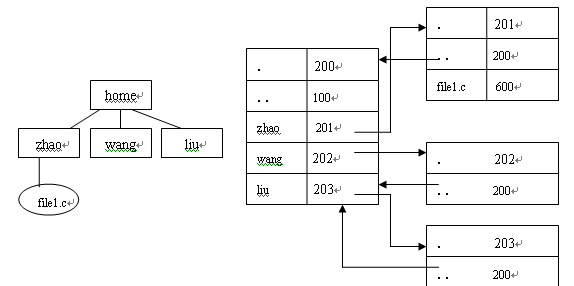 home
zhao wang liu
file1.c
. 200
.. 100
zhao 201
wang 202
liu 203
. 201
.. 200
file1.c 600
. 202
.. 200
. 203
.. 200